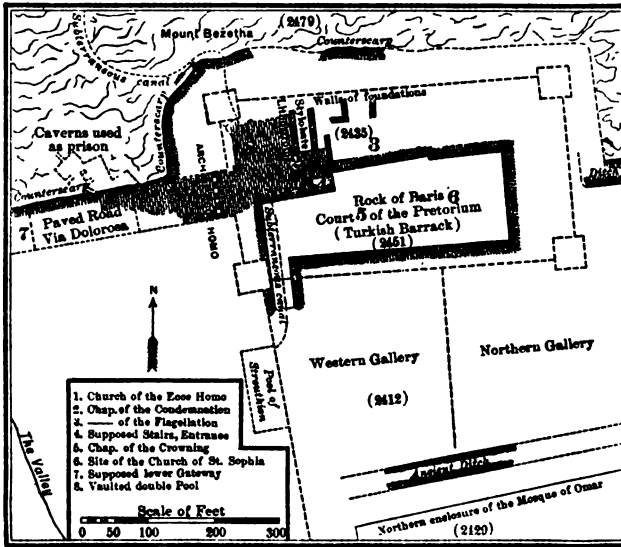 (2479)
Mount Bezetha
Subterraneous canal
Counterscarp
Counterscarp
Walls of foundations
Stylobate
(2435)
3
Caverns used
as prison
Counterscarp
Ditch
ARCH
HOMO
7
Paved Road
Via Dolorosa
Rock of Baris 6
Court 5 of the Pretorium
(Turkish Barrack)
(2451)
Subterraneous canal
N
Western Gallery
Northern Gallery
Pool of
Strouthion
(2412)
1. Church of the Ecce Homo
2. Chap. of the Condemnation
3. —— of the Flagellation
4. Supposed Stairs, Entrance
5. Chap. of the Crowning
6. Site of the Church of St. Sophia
7. Supposed lower Gateway
8. Vaulted double Pool
The Valley
Ancient Ditch
Scale of Feet
0 50 100 200 300
Northern enclosure of the Mosque of Omar
(2129)